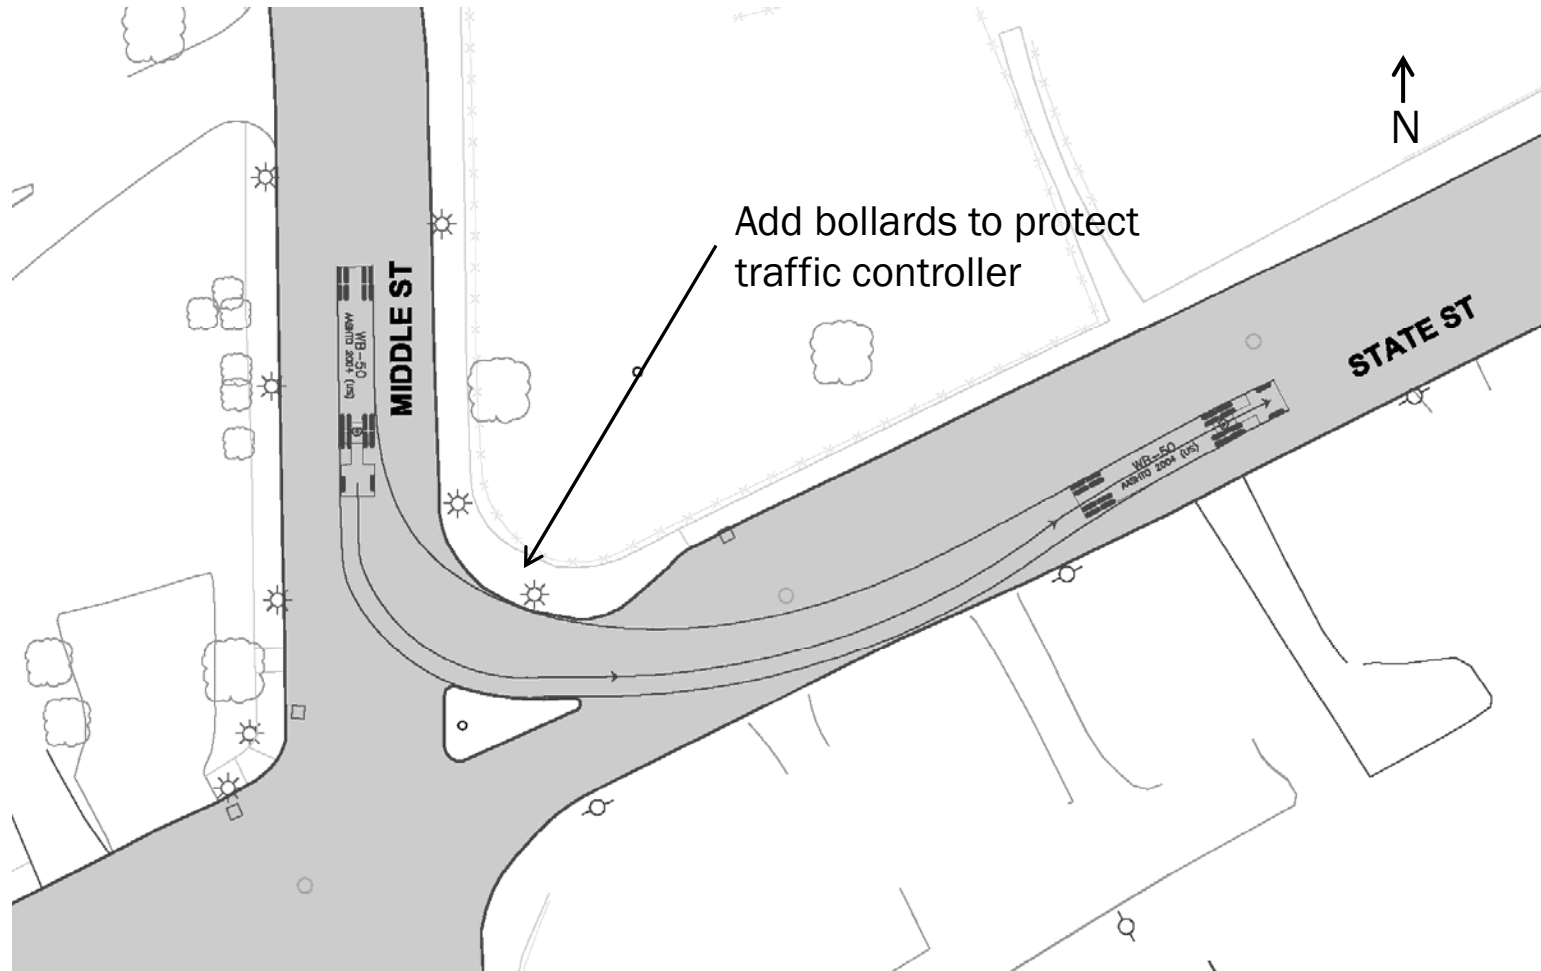 N
Add bollards to protect
traffic controller
MIDDLE ST
WB-50
AASHTO 2004 (US)
STATE ST
WB-50
AASHTO 2004 (US)